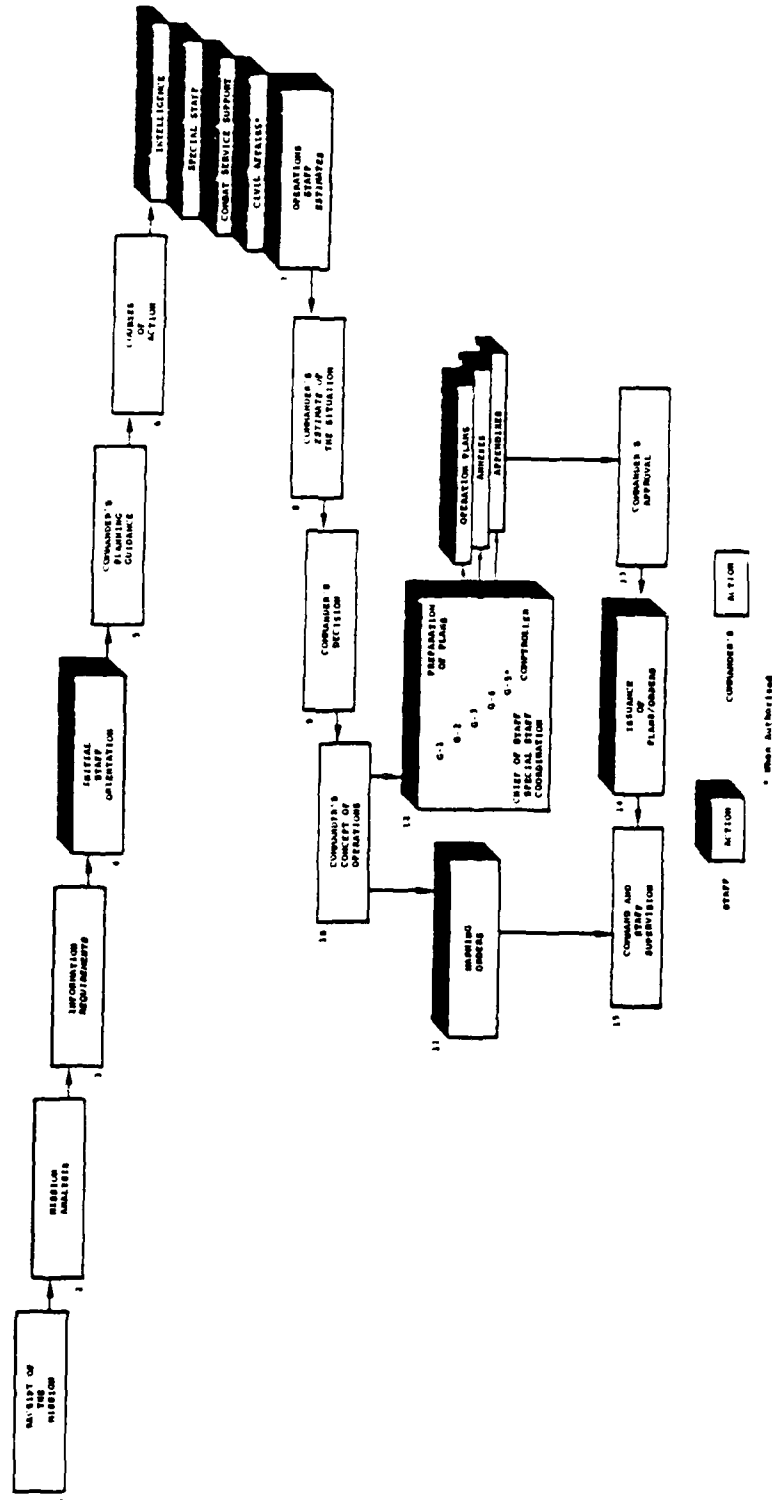 RECEIPT OF
THE
MISSION
2
MISSION
ANALYSIS
3
INFORMATION
REQUIREMENTS
4
INITIAL
STAFF
ORIENTATION
5
COMMANDER'S
PLANNING
GUIDANCE
6
COURSES
OF
ACTION
7
INTELLIGENCE
SPECIAL STAFF
COMBAT SERVICE SUPPORT
CIVIL AFFAIRS*
OPERATIONS
STAFF
ESTIMATES
8
COMMANDER'S
ESTIMATE OF
THE SITUATION
9
COMMANDER'S
DECISION
10
COMMANDER'S
CONCEPT OF
OPERATIONS
11
WARNING
ORDERS
12
PREPARATION
OF PLANS
G-1
G-2
G-3
G-4
G-5*
COMPTROLLER
CHIEF OF STAFF
SPECIAL STAFF
COORDINATION
OPERATION PLANS
ANNEXES
APPENDIXES
13
COMMANDER'S
APPROVAL
14
ISSUANCE
OF
PLANS/ORDERS
15
COMMAND AND
STAFF
SUPERVISION
STAFF
ACTION
COMMANDER'S
ACTION
* When Authorized